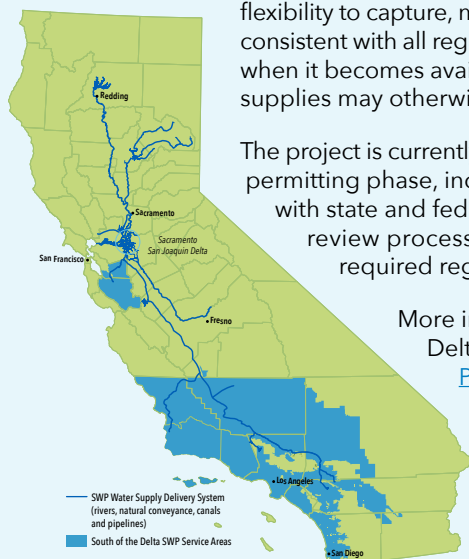 flexibility to capture, m
consistent with all reg
when it becomes avai
supplies may otherwi
The project is currentl
permitting phase, inc
with state and fed
review proces
required reg
More i
Delt
P
Redding
Sacramento
Sacramento
San Joaquin Delta
San Francisco
Fresno
Los Angeles
San Diego
SWP Water Supply Delivery System
(rivers, natural conveyance, canals
and pipelines)
South of the Delta SWP Service Areas